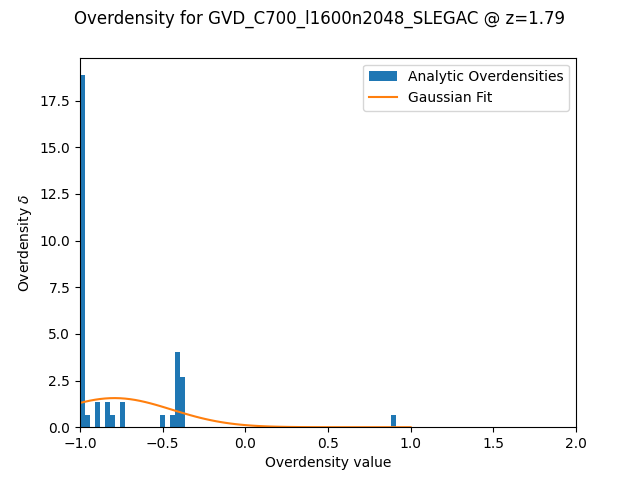 Overdensity for GVD_C700_l1600n2048_SLEGAC @ z=1.79
Analytic Overdensities
Gaussian Fit
17.5
15.0
12.5
10.0
7.5
5.0
2.5
0.0
Overdensity δ
−1.0 −0.5 0.0 0.5 1.0 1.5 2.0
Overdensity value